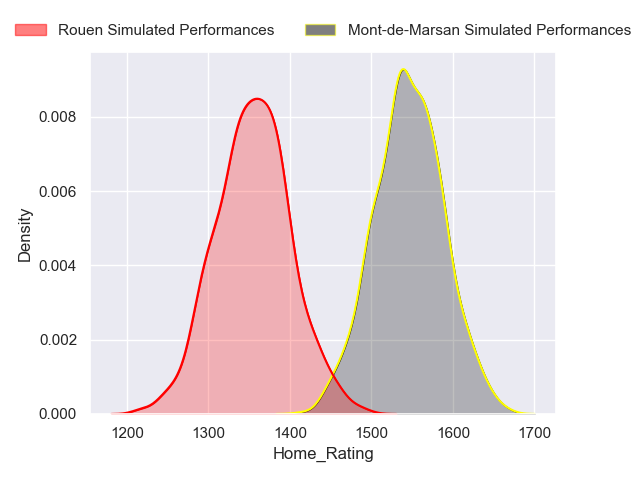 Rouen Simulated Performances Mont-de-Marsan Simulated Performances
0.008
0.006
0.004
0.002
0.000
Density
1200 1300 1400 1500 1600 1700
Home_Rating